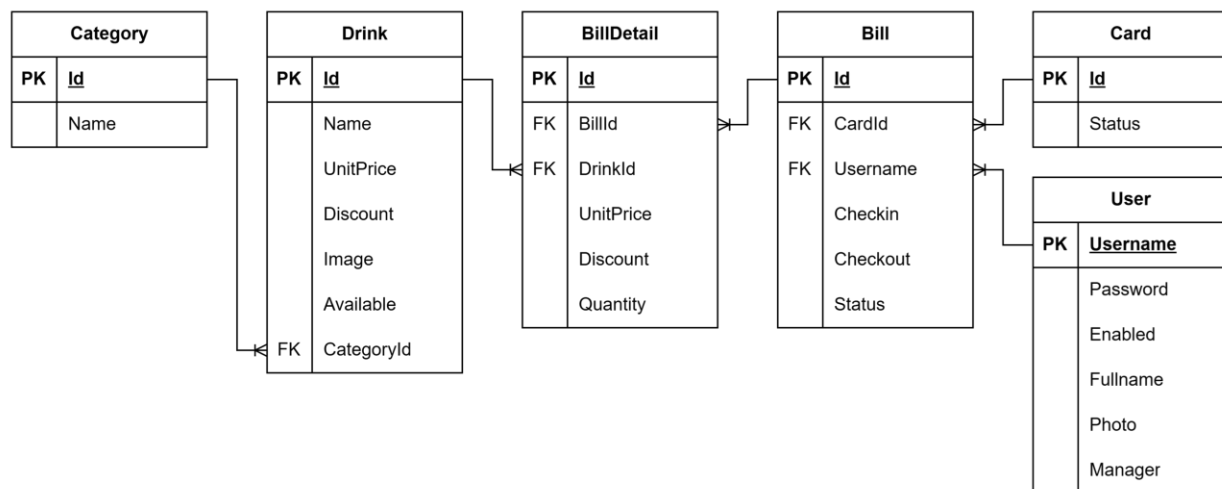 Category
PK Id
Name
Drink
PK Id
Name
UnitPrice
Discount
Image
Available
FK CategoryId
BillDetail
PK Id
FK BillId
FK DrinkId
UnitPrice
Discount
Quantity
Bill
PK Id
FK CardId
FK Username
Checkin
Checkout
Status
Card
PK Id
Status
User
PK Username
Password
Enabled
Fullname
Photo
Manager